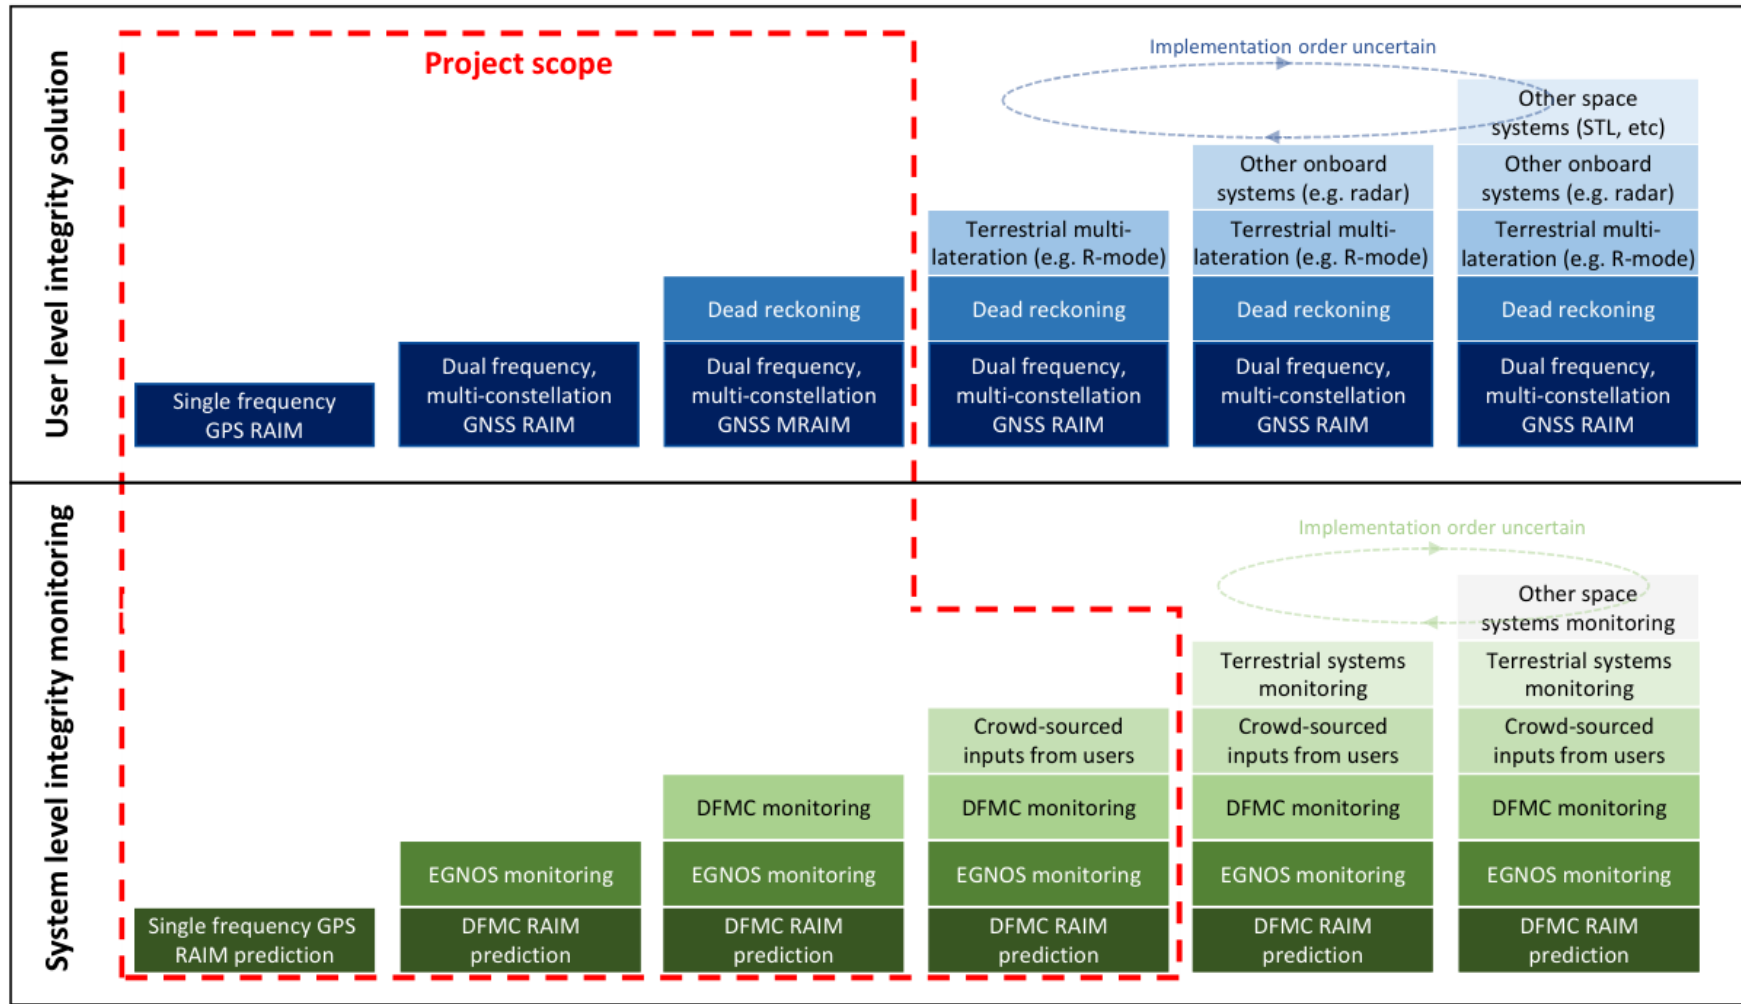 User level integrity solution
Project scope
Implementation order uncertain
Single frequency
GPS RAIM
Dual frequency,
multi-constellation
GNSS RAIM
Dead reckoning
Dual frequency,
multi-constellation
GNSS MRAIM
Terrestrial multi-
lateration (e.g. R-mode)
Dead reckoning
Dual frequency,
multi-constellation
GNSS RAIM
Other onboard
systems (e.g. radar)
Terrestrial multi-
lateration (e.g. R-mode)
Dead reckoning
Dual frequency,
multi-constellation
GNSS RAIM
Other space
systems (STL, etc)
Other onboard
systems (e.g. radar)
Terrestrial multi-
lateration (e.g. R-mode)
Dead reckoning
Dual frequency,
multi-constellation
GNSS RAIM
System level integrity monitoring
Implementation order uncertain
Single frequency GPS
RAIM prediction
EGNOS monitoring
DFMC RAIM
prediction
DFMC monitoring
EGNOS monitoring
DFMC RAIM
prediction
Crowd-sourced
inputs from users
DFMC monitoring
EGNOS monitoring
DFMC RAIM
prediction
Terrestrial systems
monitoring
Crowd-sourced
inputs from users
DFMC monitoring
EGNOS monitoring
DFMC RAIM
prediction
Other space
systems monitoring
Terrestrial systems
monitoring
Crowd-sourced
inputs from users
DFMC monitoring
EGNOS monitoring
DFMC RAIM
prediction